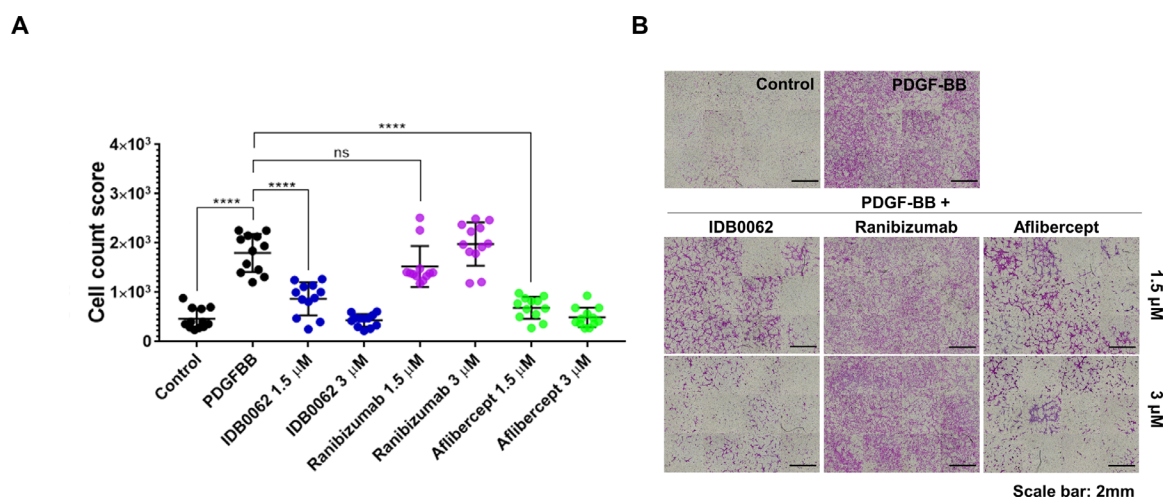 A
B
Control
PDGF-BB
PDGF-BB +
IDB0062
Ranibizumab
Aflibercept
1.5 µM
3 µM
Scale bar: 2mm
Cell count score
4×10³
3×10³
2×10³
1×10³
0
****
ns
****
****
Control
PDGFBB
IDB0062 1.5 µM
IDB0062 3 µM
Ranibizumab 1.5 µM
Ranibizumab 3 µM
Aflibercept 1.5 µM
Aflibercept 3 µM